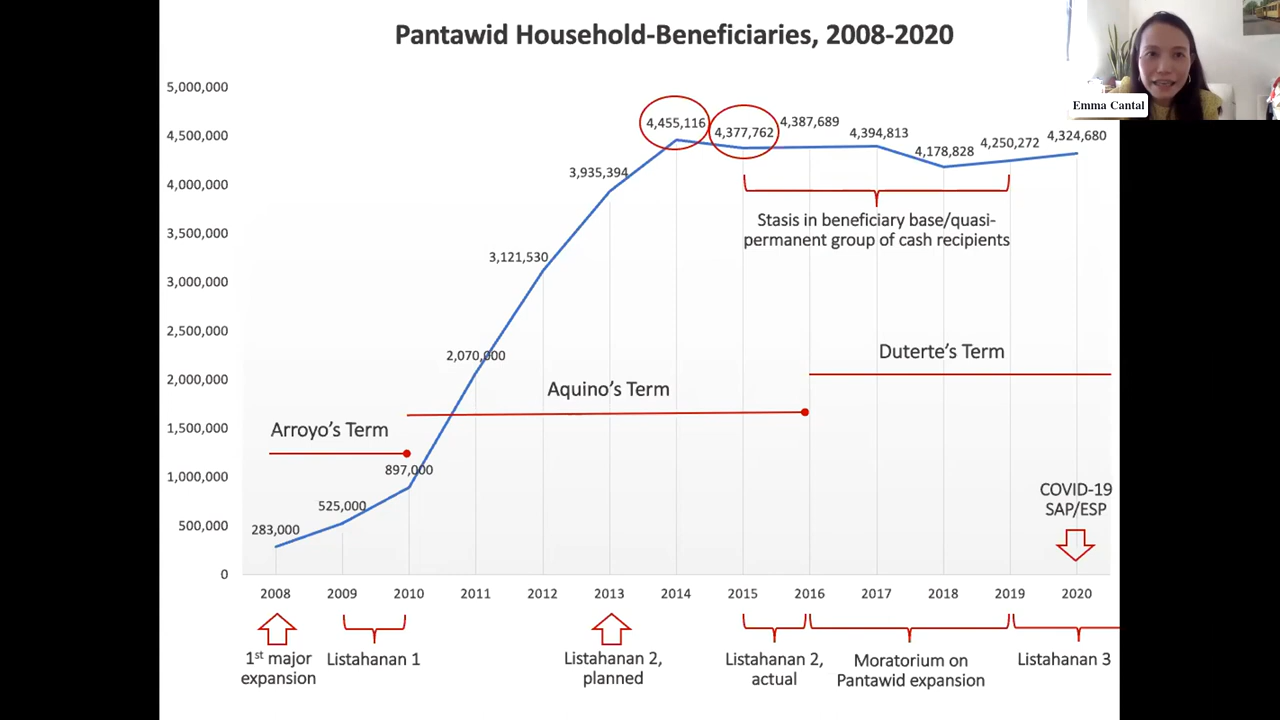 Pantawid Household-Beneficiaries, 2008-2020
Emma Cantal
5,000,000
4,500,000
4,000,000
3,500,000
3,000,000
2,500,000
2,000,000
1,500,000
1,000,000
500,000
0
283,000
525,000
897,000
2,070,000
3,121,530
3,935,394
4,455,116
4,377,762
4,387,689
4,394,813
4,178,828
4,250,272
4,324,680
Stasis in beneficiary base/quasi-
permanent group of cash recipients
Duterte's Term
Aquino's Term
Arroyo's Term
COVID-19
SAP/ESP
2008
2009
2010
2011
2012
2013
2014
2015
2016
2017
2018
2019
2020
1st major
expansion
Listahanan 1
Listahanan 2,
planned
Listahanan 2,
actual
Moratorium on
Pantawid expansion
Listahanan 3